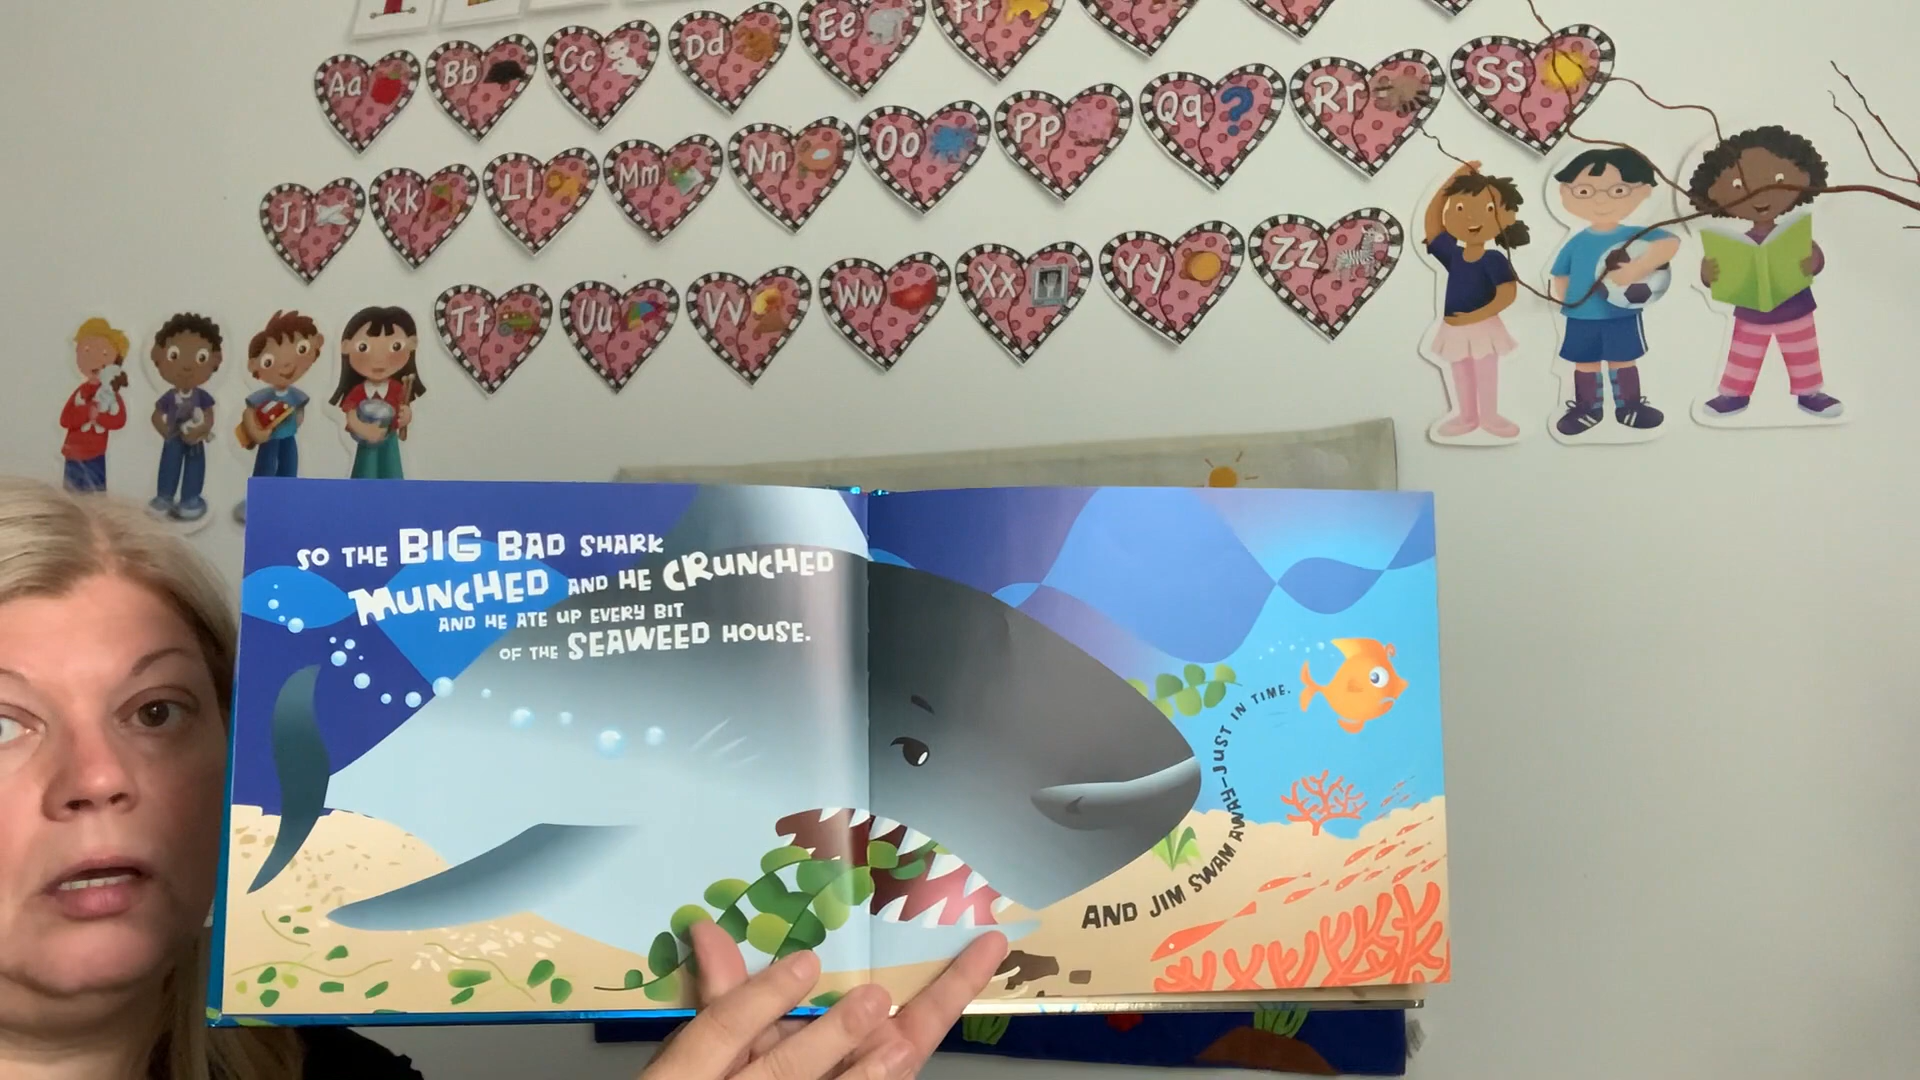 Aa Bb Cc Dd Ee Ff
Jj Kk Ll Mm Nn Oo Pp Qq Rr Ss
Tt Uu Vv Ww Xx Yy Zz
SO THE BIG BAD SHARK
MUNCHED AND HE CRUNCHED
AND HE ATE UP EVERY BIT
OF THE SEAWEED HOUSE.
AND JIM SWAM AWAY—JUST IN TIME.